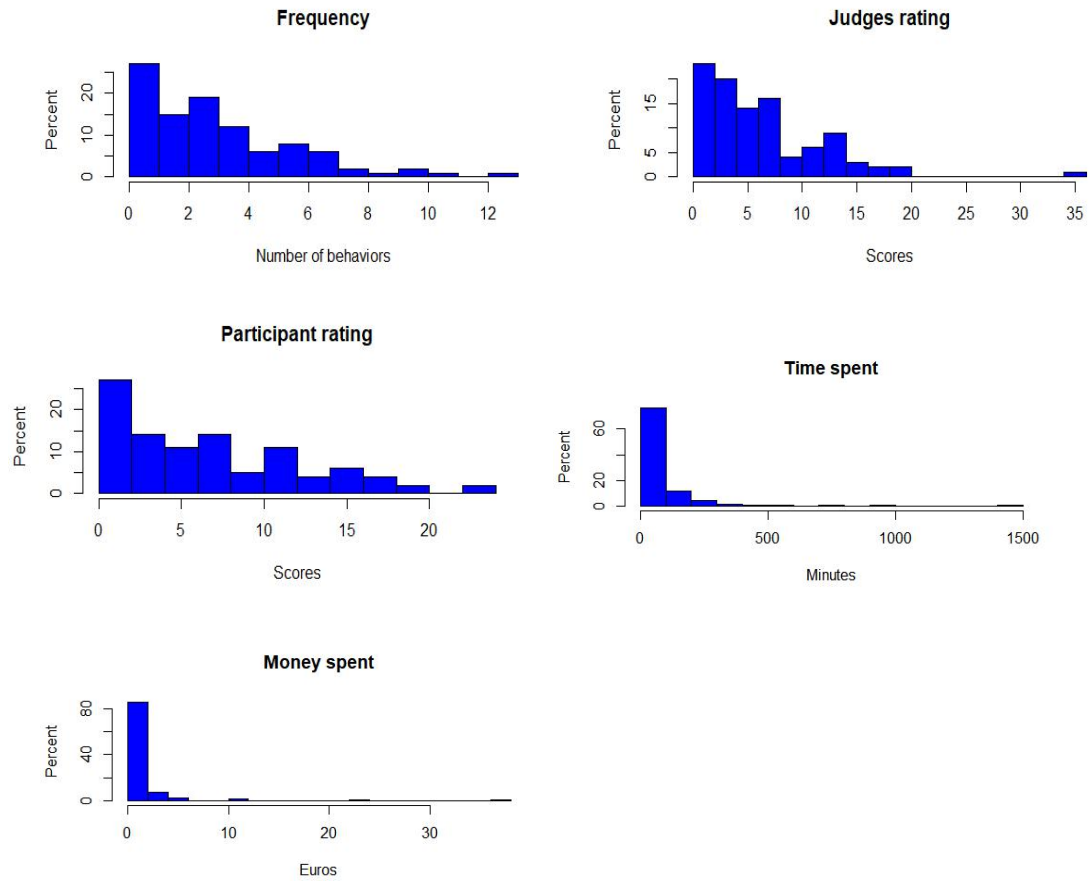 Frequency
Percent
0 10 20
0 2 4 6 8 10 12
Number of behaviors
Judges rating
Percent
5 15
0 5 10 15 20 25 30 35
Scores
Participant rating
Percent
0 10 20
0 5 10 15 20
Scores
Time spent
Percent
0 20 60
0 500 1000 1500
Minutes
Money spent
Percent
0 40 80
0 10 20 30
Euros